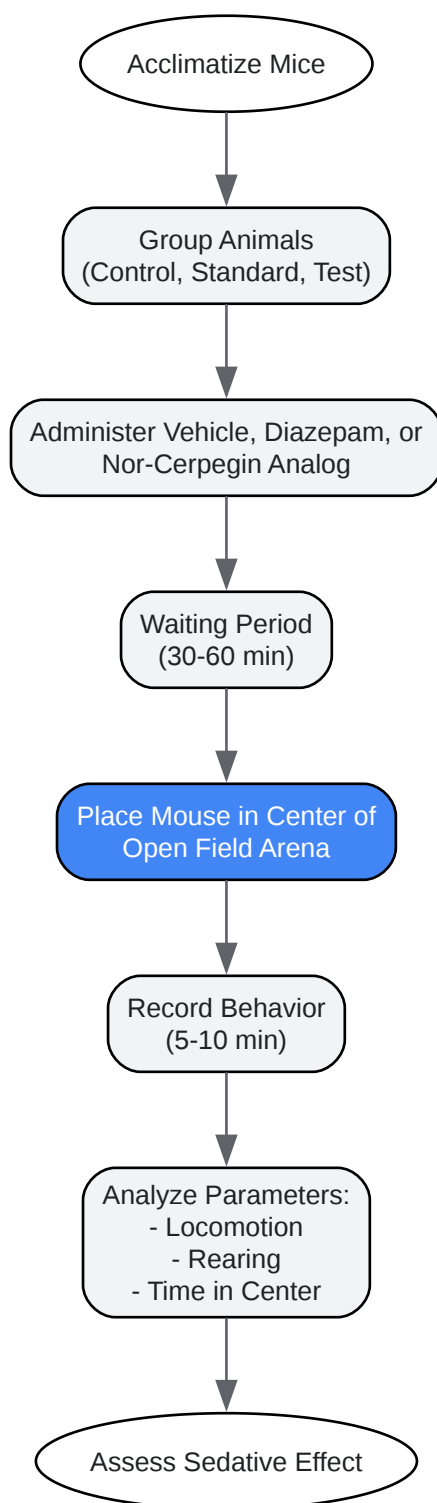 Acclimatize Mice
Group Animals
(Control, Standard, Test)
Administer Vehicle, Diazepam, or
Nor-Cerpegin Analog
Waiting Period
(30-60 min)
Place Mouse in Center of
Open Field Arena
Record Behavior
(5-10 min)
Analyze Parameters:
- Locomotion
- Rearing
- Time in Center
Assess Sedative Effect